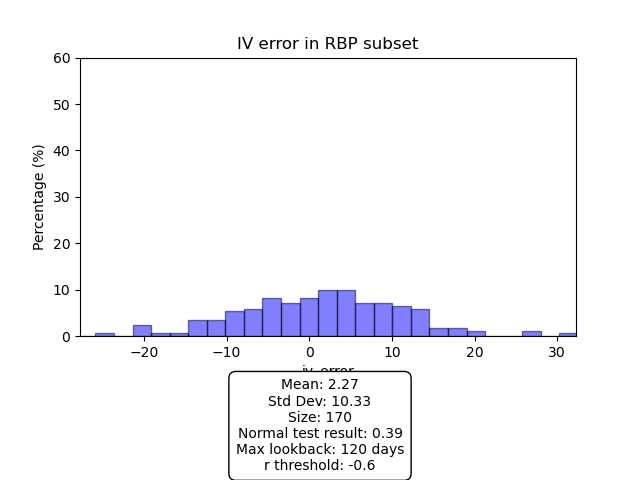 IV error in RBP subset
Percentage (%)
60
50
40
30
20
10
0
−20
−10
0
10
20
30
iv_error
Mean: 2.27
Std Dev: 10.33
Size: 170
Normal test result: 0.39
Max lookback: 120 days
r threshold: -0.6